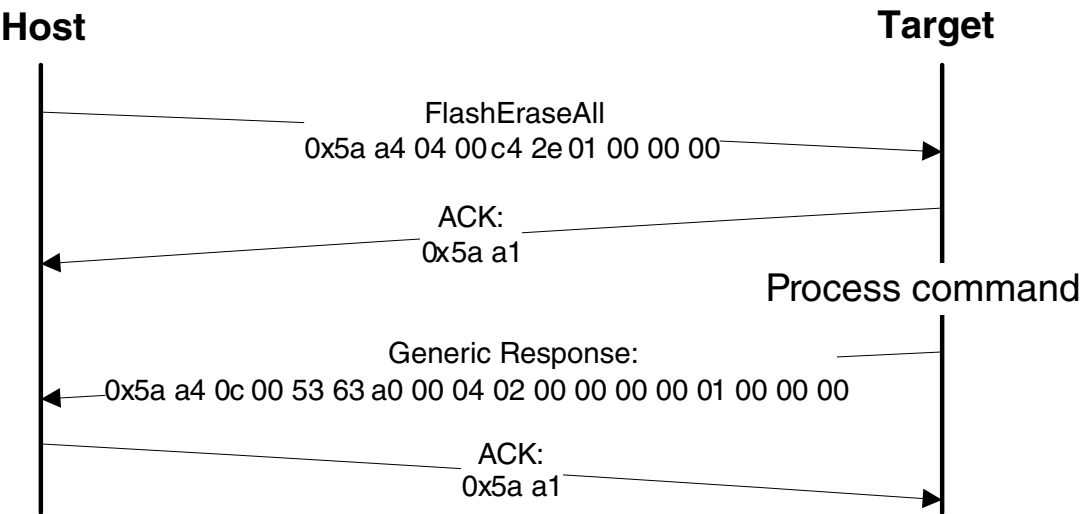 Host
Target
FlashEraseAll
0x5a a4 04 00 c4 2e 01 00 00 00
ACK:
0x5a a1
Process command
Generic Response:
0x5a a4 0c 00 53 63 a0 00 04 02 00 00 00 00 01 00 00 00
ACK:
0x5a a1